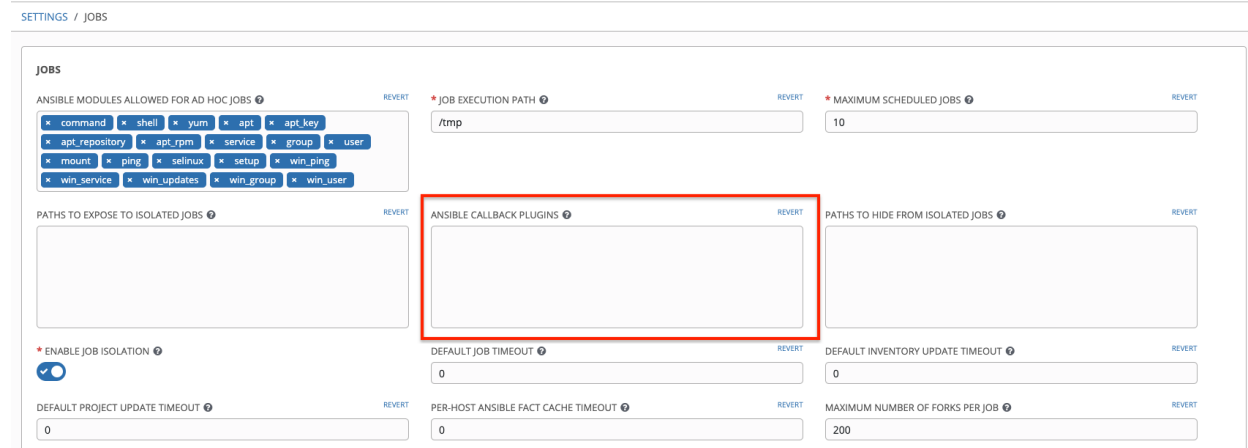 SETTINGS / JOBS
JOBS
ANSIBLE MODULES ALLOWED FOR AD HOC JOBS ? REVERT
× command × shell × yum × apt × apt_key
× apt_repository × apt_rpm × service × group × user
× mount × ping × selinux × setup × win_ping
× win_service × win_updates × win_group × win_user
* JOB EXECUTION PATH ? REVERT
/tmp
* MAXIMUM SCHEDULED JOBS ? REVERT
10
PATHS TO EXPOSE TO ISOLATED JOBS ? REVERT
ANSIBLE CALLBACK PLUGINS ? REVERT
PATHS TO HIDE FROM ISOLATED JOBS ? REVERT
* ENABLE JOB ISOLATION ?
DEFAULT JOB TIMEOUT ? REVERT
0
DEFAULT INVENTORY UPDATE TIMEOUT ? REVERT
0
DEFAULT PROJECT UPDATE TIMEOUT ? REVERT
0
PER-HOST ANSIBLE FACT CACHE TIMEOUT ? REVERT
0
MAXIMUM NUMBER OF FORKS PER JOB ? REVERT
200